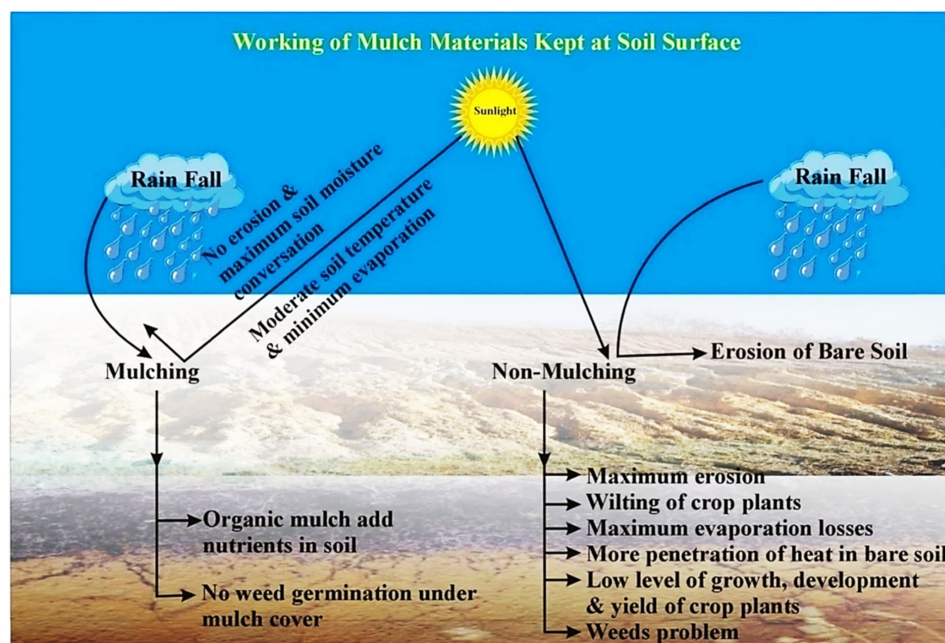 Working of Mulch Materials Kept at Soil Surface
Sunlight
Rain Fall
Rain Fall
No erosion &
maximum soil moisture
conversation
Moderate soil temperature
& minimum evaporation
Mulching
Non-Mulching
Erosion of Bare Soil
Organic mulch add
nutrients in soil
No weed germination under
mulch cover
Maximum erosion
Wilting of crop plants
Maximum evaporation losses
More penetration of heat in bare soil
Low level of growth, development
& yield of crop plants
Weeds problem